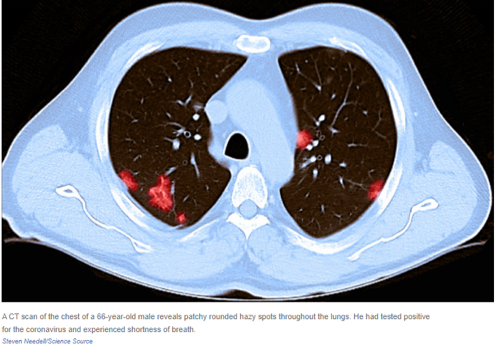 A CT scan of the chest of a 66-year-old male reveals patchy rounded hazy spots throughout the lungs. He had tested positive
for the coronavirus and experienced shortness of breath.
Steven Needell/Science Source